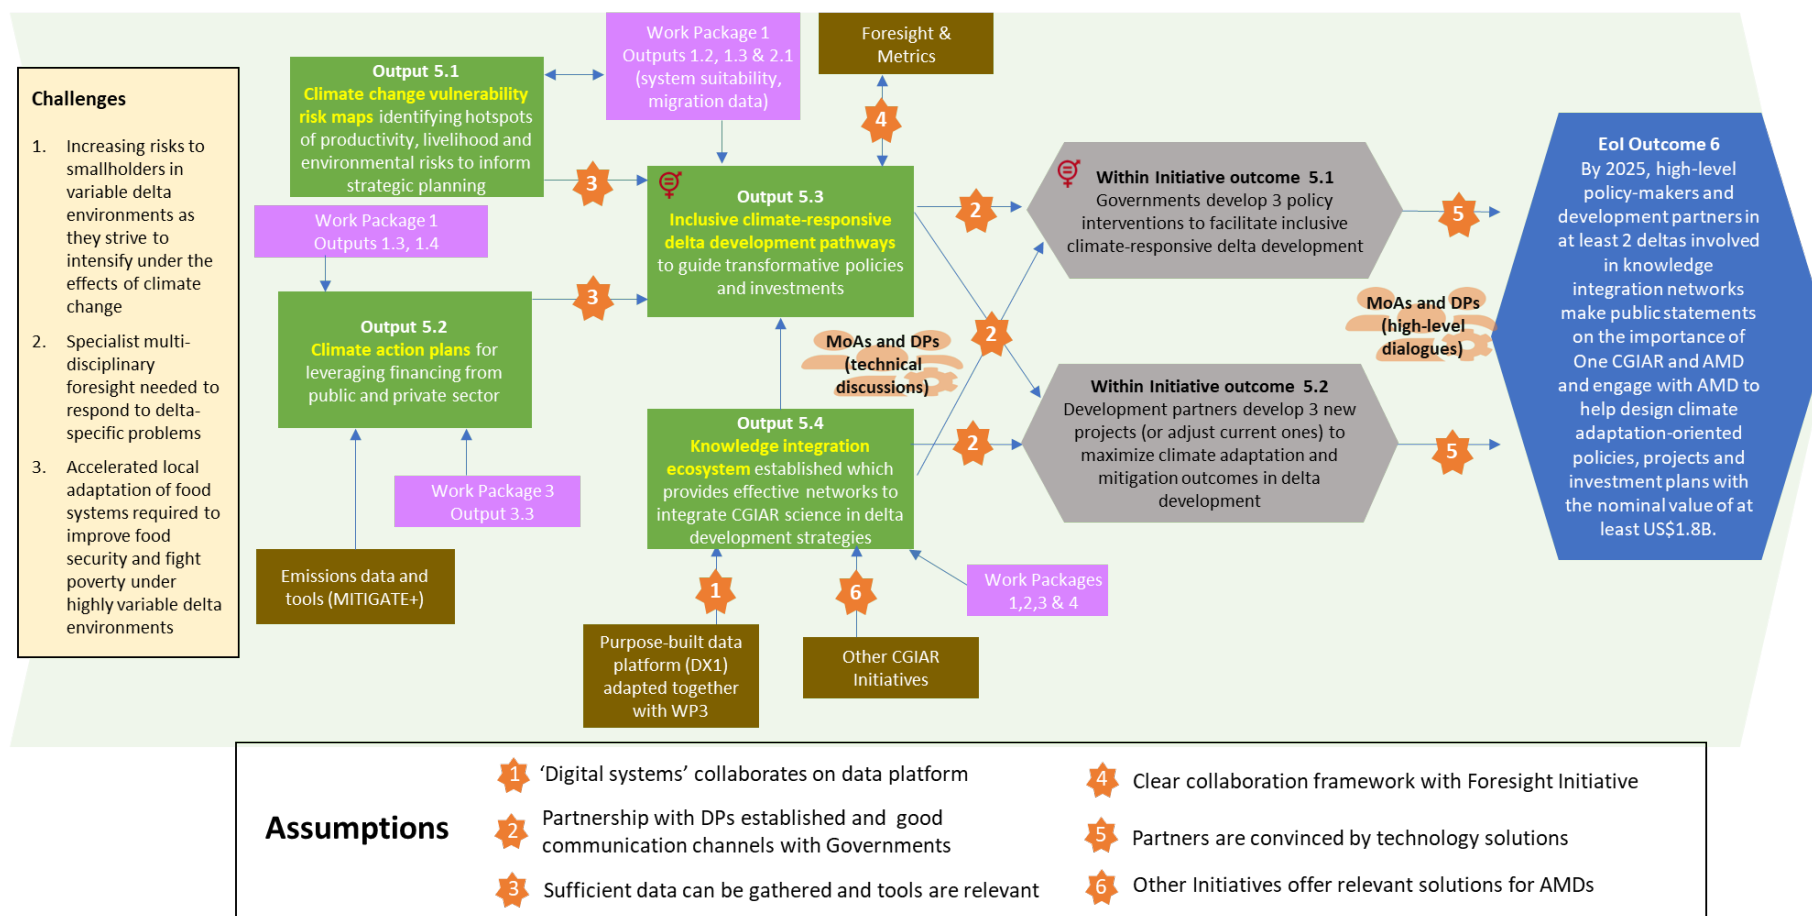 Challenges
1. Increasing risks to
smallholders in
variable delta
environments as
they strive to
intensify under the
effects of climate
change
2. Specialist multi-
disciplinary
foresight needed to
respond to delta-
specific problems
3. Accelerated local
adaptation of food
systems required to
improve food
security and fight
poverty under
highly variable delta
environments
Output 5.1
Climate change vulnerability
risk maps identifying hotspots
of productivity, livelihood and
environmental risks to inform
strategic planning
Work Package 1
Outputs 1.2, 1.3 & 2.1
(system suitability,
migration data)
Foresight &
Metrics
4
3
Work Package 1
Outputs 1.3, 1.4
Output 5.2
Climate action plans for
leveraging financing from
public and private sector
3
Work Package 3
Output 3.3
Emissions data and
tools (MITIGATE+)
Output 5.3
Inclusive climate-responsive
delta development pathways
to guide transformative policies
and investments
MoAs and DPs
(technical
discussions)
Output 5.4
Knowledge integration
ecosystem established which
provides effective networks to
integrate CGIAR science in delta
development strategies
1
6
Work Packages
1,2,3 & 4
Purpose-built data
platform (DX1)
adapted together
with WP3
Other CGIAR
Initiatives
2
2
2
Within Initiative outcome 5.1
Governments develop 3 policy
interventions to facilitate inclusive
climate-responsive delta development
Within Initiative outcome 5.2
Development partners develop 3 new
projects (or adjust current ones) to
maximize climate adaptation and
mitigation outcomes in delta
development
5
MoAs and DPs
(high-level
dialogues)
5
EoI Outcome 6
By 2025, high-level
policy-makers and
development partners in
at least 2 deltas involved
in knowledge
integration networks
make public statements
on the importance of
One CGIAR and AMD
and engage with AMD to
help design climate
adaptation-oriented
policies, projects and
investment plans with
the nominal value of at
least US$1.8B.
Assumptions
1 ‘Digital systems’ collaborates on data platform
2 Partnership with DPs established and good
communication channels with Governments
3 Sufficient data can be gathered and tools are relevant
4 Clear collaboration framework with Foresight Initiative
5 Partners are convinced by technology solutions
6 Other Initiatives offer relevant solutions for AMDs